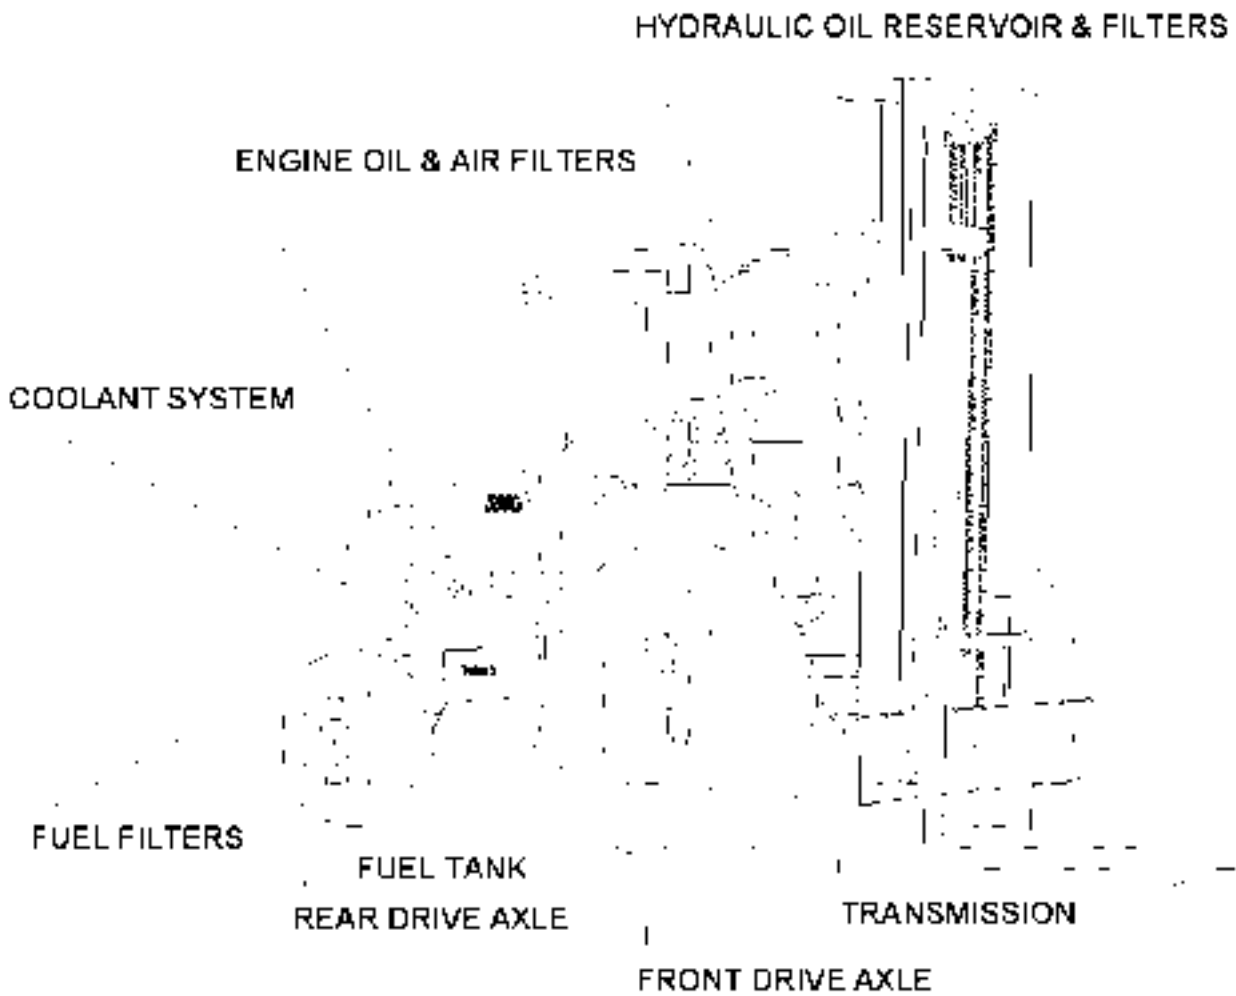 HYDRAULIC OIL RESERVOIR & FILTERS
ENGINE OIL & AIR FILTERS
COOLANT SYSTEM
FUEL FILTERS
FUEL TANK
REAR DRIVE AXLE
TRANSMISSION
FRONT DRIVE AXLE